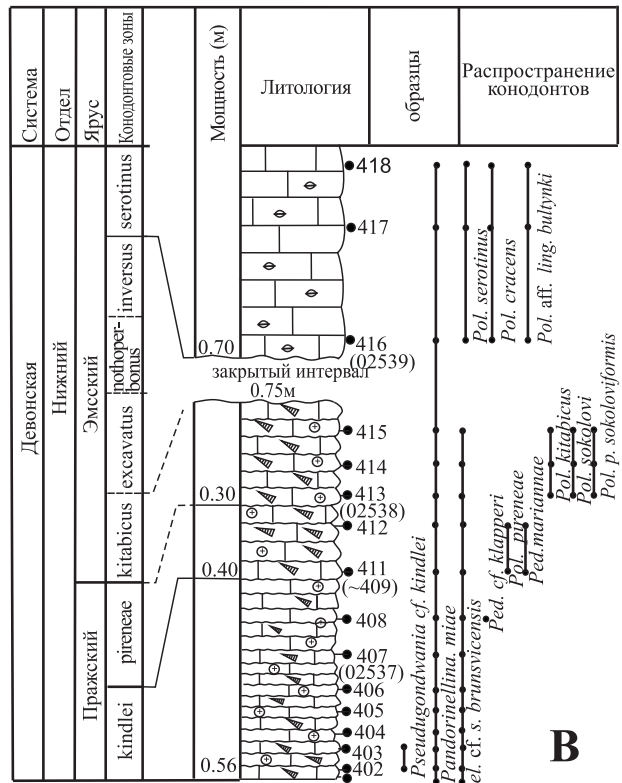 Система
Отдел
Ярус
Конодонтовые зоны
Мощность (м)
Литология
образцы
Распространение
конодонтов
Девонская
Нижний
Эмсский
Пражский
serotinus
inversus
nothoper-
bonus
excavatus
kitabicus
pireneae
kindlei
0.70
закрытый интервал
0.75м
0.30
0.40
0.56
418
417
416
(02539)
415
414
413
(02538)
412
411
(~409)
408
407
(02537)
406
405
404
403
402
Pseudugondwania cf. kindlei
Pandorinellina. miae
el. cf. s. brunsvicensis
Ped. cf. klapperi
Pol. pireneae
Ped.mariannae
Pol. kitabicus
Pol. sokolovi
Pol. p. sokoloviformis
Pol. serotinus
Pol. cracens
Pol. aff. ling. bultynki
В